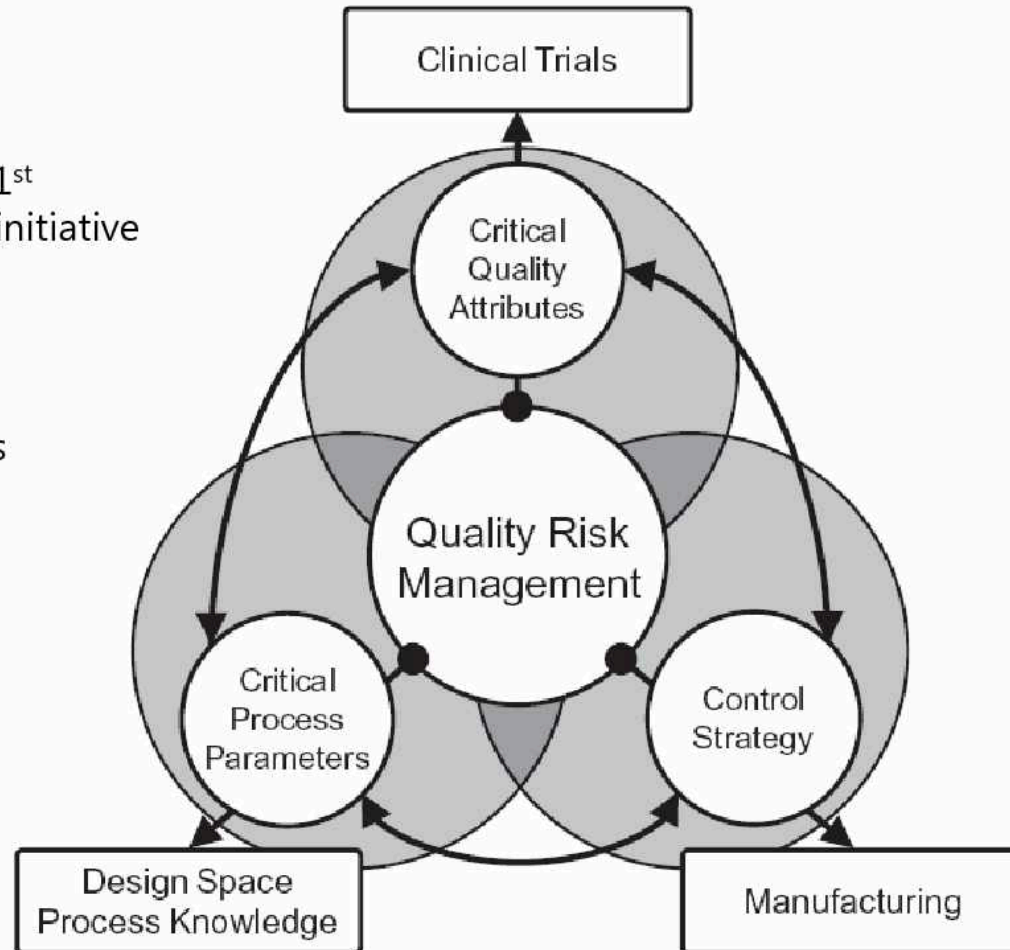 Clinical Trials
1st
initiative
Critical
Quality
Attributes
s
Quality Risk
Management
Critical
Process
Parameters
Control
Strategy
Design Space
Process Knowledge
Manufacturing